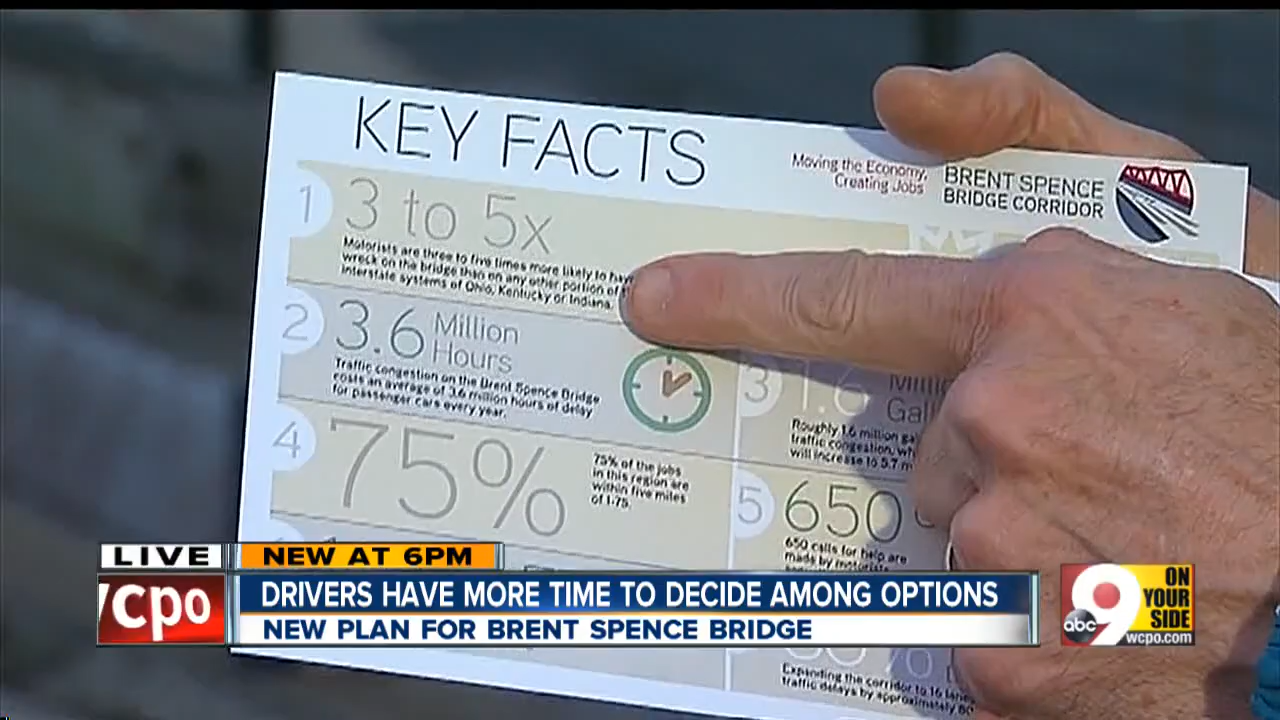 KEY FACTS
Moving the Economy,
Creating Jobs
BRENT SPENCE
BRIDGE CORRIDOR
1
3 to 5x
Motorists are three to five times more likely to have
wreck on the bridge than on any other portion of
interstate systems of Ohio, Kentucky or Indiana.
2
3.6 Million
Hours
Traffic congestion on the Brent Spence Bridge
costs an average of 3.6 million hours of delay
for passenger cars every year.
3
1.6
Roughly 1.6 million
traffic congestion,
will increase to 5.7
4
75%
75% of the jobs
in this region are
within five miles
of I-75.
5
650
650 calls for help are
made by motorists
LIVE
NEW AT 6PM
wcpo
DRIVERS HAVE MORE TIME TO DECIDE AMONG OPTIONS
NEW PLAN FOR BRENT SPENCE BRIDGE
abc
9
ON
YOUR
SIDE
wcpo.com
Expanding the corridor to 16
traffic delays by approximately